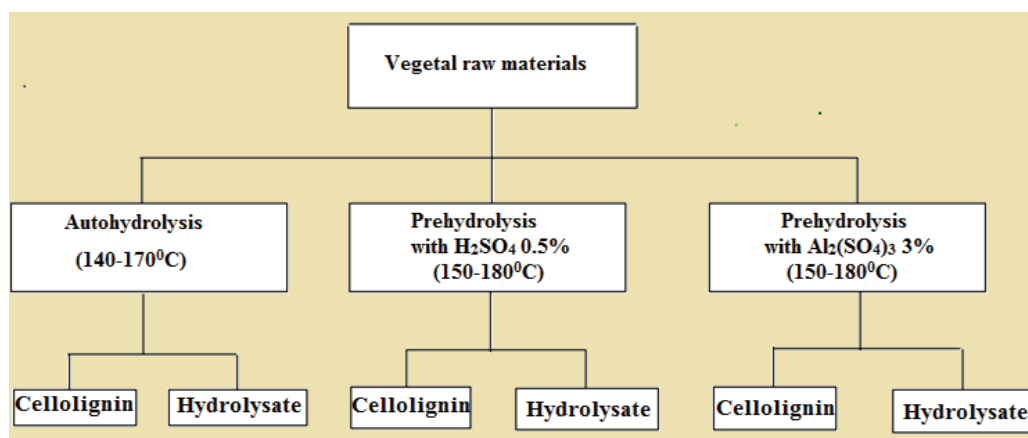 Vegetal raw materials
Autohydrolysis
(140-170⁰C)
Prehydrolysis
with H₂SO₄ 0.5%
(150-180⁰C)
Prehydrolysis
with Al₂(SO₄)₃ 3%
(150-180⁰C)
Cellolignin
Hydrolysate
Cellolignin
Hydrolysate
Cellolignin
Hydrolysate